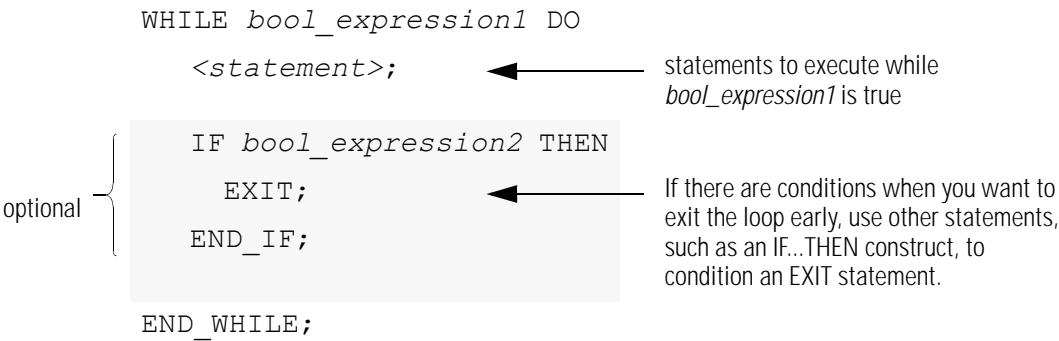 WHILE bool_expression1 DO
<statement>;
statements to execute while
bool_expression1 is true
optional
IF bool_expression2 THEN
EXIT;
END_IF;
If there are conditions when you want to
exit the loop early, use other statements,
such as an IF...THEN construct, to
condition an EXIT statement.
END_WHILE;